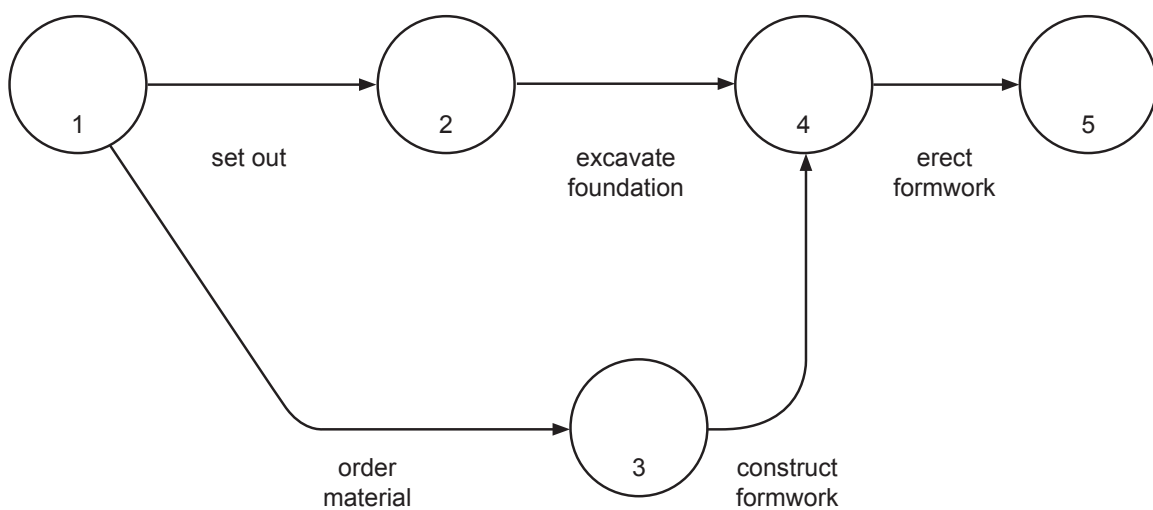 1
2
4
5
set out
excavate
foundation
erect
formwork
3
order
material
construct
formwork